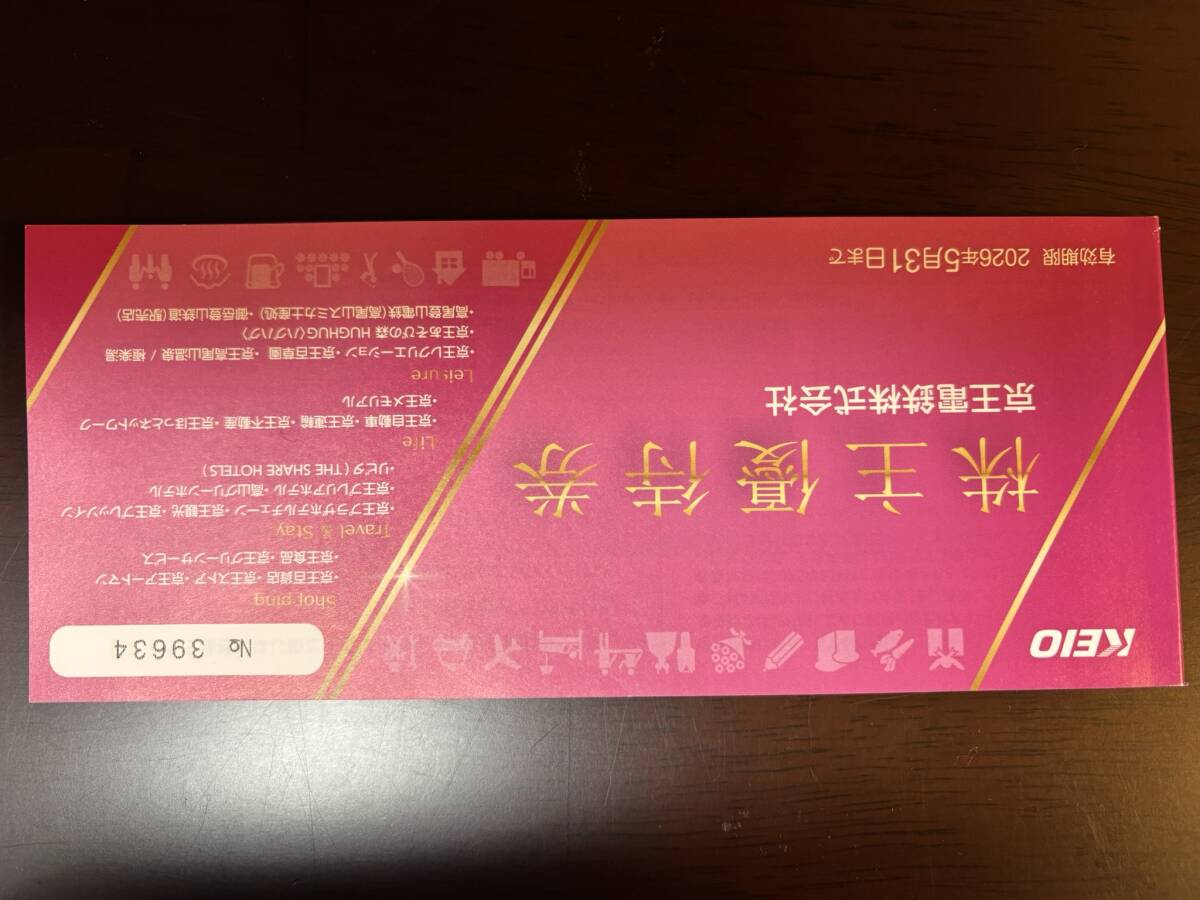 KEIO
株主優待券
京王電鉄株式会社
有効期限 2026年5月31日まで
№ 39634
Shopping
・京王百貨店・京王ストア・京王アートマン
・京王食品・京王グリーンサービス
Travel & Stay
・京王プラザホテルチェーン・京王観光・京王プレッソイン
・京王プレリアホテル・高山グリーンホテル
・リビタ(THE SHARE HOTELS)
Life
・京王自動車・京王運輸・京王不動産・京王ほっとネットワーク
・京王メモリアル
Leisure
・京王レクリエーション・京王百草園・京王高尾山温泉 / 極楽湯
・京王あそびの森 HUGHUG〈ハグハグ〉
・高尾登山電鉄(高尾山スミカ土産処)・御岳登山鉄道(駅売店)